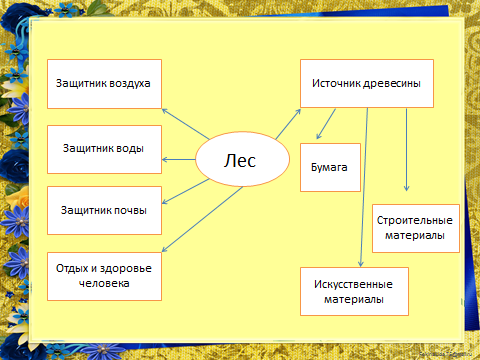 Защитник воздуха
Источник древесины
Защитник воды
Лес
Бумага
Защитник почвы
Строительные
материалы
Отдых и здоровье
человека
Искусственные
материалы